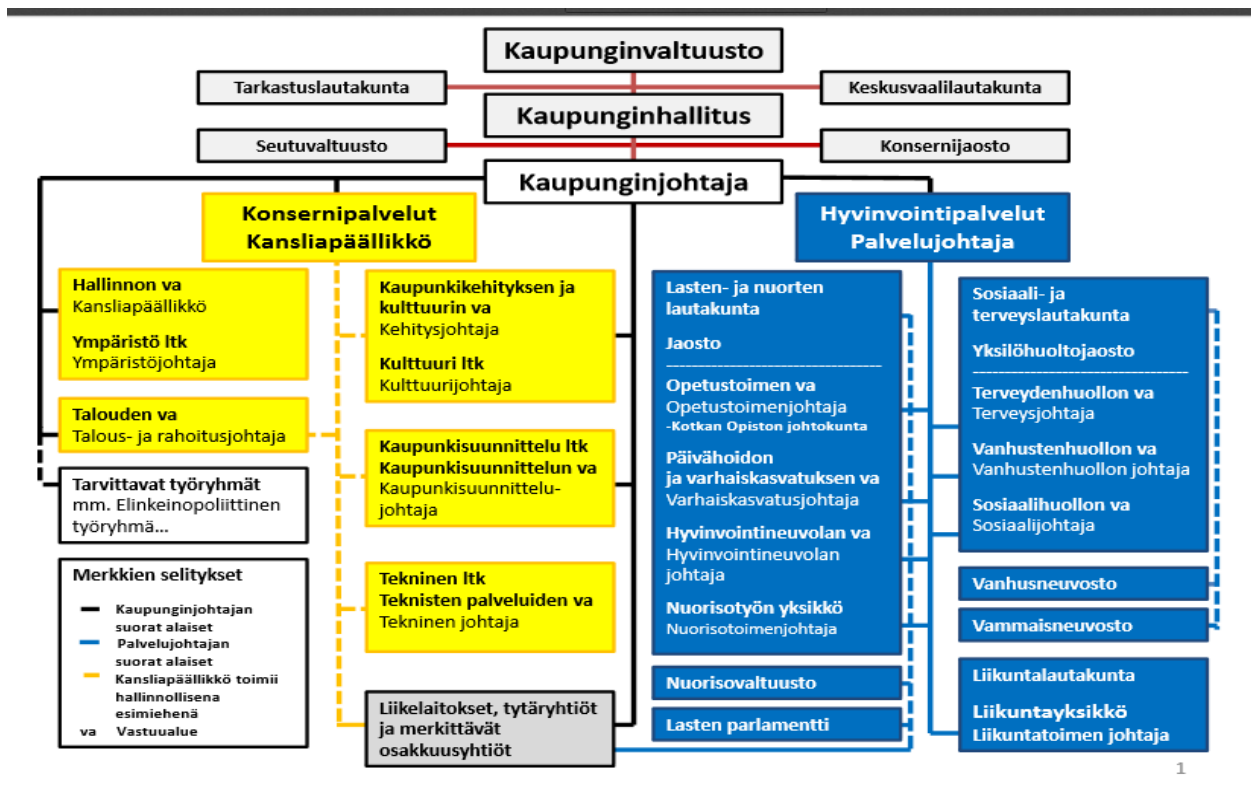 Kaupunginvaltuusto
Tarkastuslautakunta
Keskusvaalilautakunta
Kaupunginhallitus
Seutuvaltuusto
Konsernijaosto
Kaupunginjohtaja
Konsernipalvelut
Kansliapäällikkö
Hyvinvointipalvelut
Palvelujohtaja
Hallinnon va
Kansliapäällikkö
Ympäristö ltk
Ympäristöjohtaja
Talouden va
Talous- ja rahoitusjohtaja
Tarvittavat työryhmät
mm. Elinkeinopoliittinen
työryhmä...
Merkkien selitykset
Kaupunginjohtajan
suorat alaiset
Palvelujohtajan
suorat alaiset
Kansliapäällikkö toimii
hallinnollisena
esimiehenä
va Vastuualue
Kaupunkikehityksen ja
kulttuurin va
Kehitysjohtaja
Kulttuuri ltk
Kulttuurijohtaja
Kaupunkisuunnittelu ltk
Kaupunkisuunnittelun va
Kaupunkisuunnittelu-
johtaja
Tekninen ltk
Teknisten palveluiden va
Tekninen johtaja
Liikelaitokset, tytäryhtiöt
ja merkittävät
osakkuusyhtiöt
Lasten- ja nuorten
lautakunta
Jaosto
Opetustoimen va
Opetustoimenjohtaja
-Kotkan Opiston johtokunta
Päivähoidon
ja varhaiskasvatuksen va
Varhaiskasvatusjohtaja
Hyvinvointineuvolan va
Hyvinvointineuvolan
johtaja
Nuorisotyön yksikkö
Nuorisotoimenjohtaja
Nuorisovaltuusto
Lasten parlamentti
Sosiaali- ja
terveyslautakunta
Yksilöhuoltojaosto
Terveydenhuollon va
Terveysjohtaja
Vanhustenhuollon va
Vanhustenhuollon johtaja
Sosiaalihuollon va
Sosiaalijohtaja
Vanhusneuvosto
Vammaisneuvosto
Liikuntalautakunta
Liikuntayksikkö
Liikuntatoimen johtaja
1